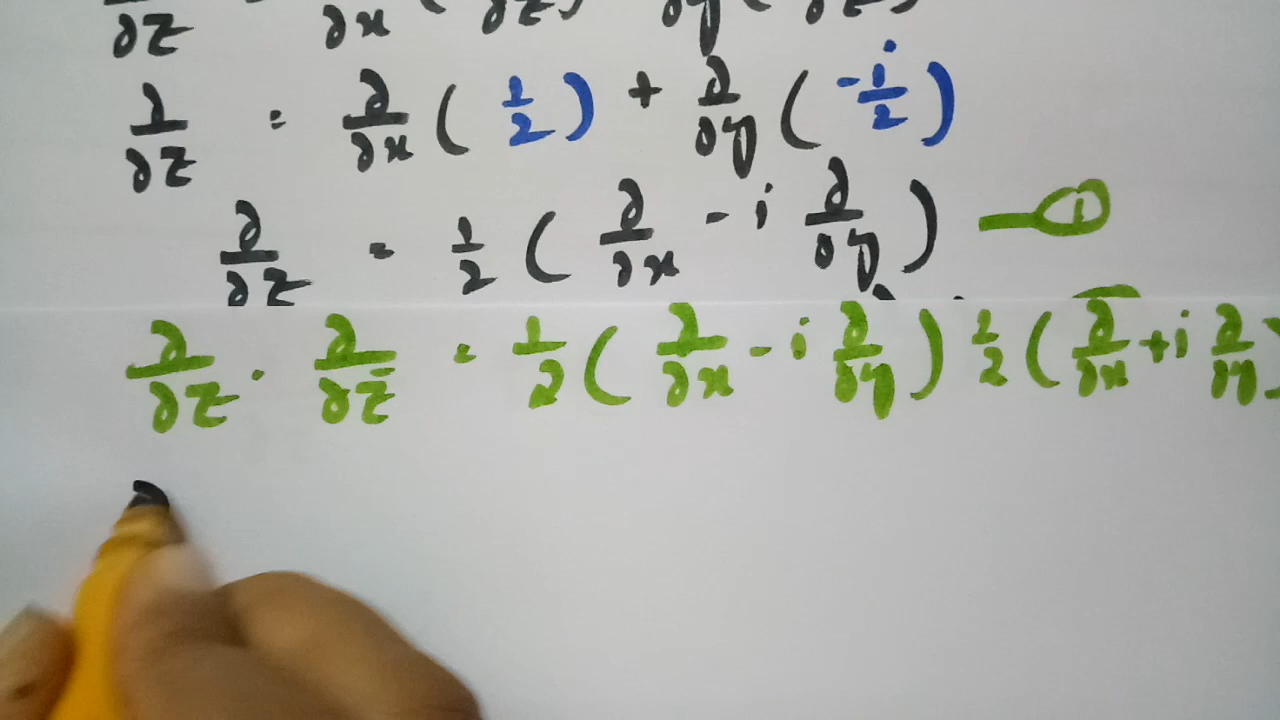 ∂/∂z = ∂/∂x ( ∂z) ∂y ( ∂z)
∂/∂z = ∂/∂x ( 1/2 ) + ∂/∂y ( -i/2 )
∂/∂z = 1/2 ( ∂/∂x - i ∂/∂y ) — ①
∂/∂z · ∂/∂z̄ = 1/2 ( ∂/∂x - i ∂/∂y ) 1/2 ( ∂/∂x + i ∂/∂y )